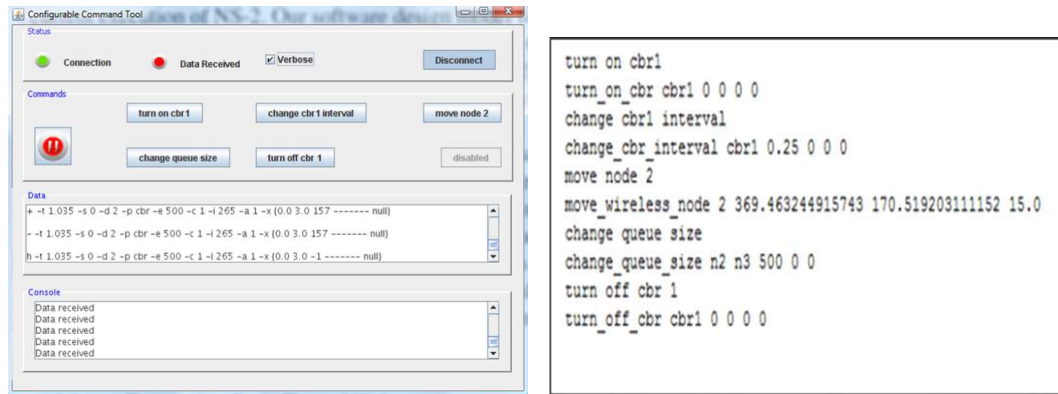 Configurable Command Tool
execution of NS-2. Our software design
Status
Connection
Data Received
Verbose
Disconnect
Commands
turn on cbr1
change cbr1 interval
move node 2
change queue size
turn off cbr 1
disabled
Data
+ -t 1.035 -s 0 -d 2 -p cbr -e 500 -c 1 -i 265 -a 1 -x {0.0 3.0 157 ------- null}
- -t 1.035 -s 0 -d 2 -p cbr -e 500 -c 1 -i 265 -a 1 -x {0.0 3.0 157 ------- null}
h -t 1.035 -s 0 -d 2 -p cbr -e 500 -c 1 -i 265 -a 1 -x {0.0 3.0 -1 ------- null}
Console
Data received
Data received
Data received
Data received
Data received
turn on cbr1
turn_on_cbr cbr1 0 0 0 0
change cbr1 interval
change_cbr_interval cbr1 0.25 0 0 0
move node 2
move_wireless_node 2 369.463244915743 170.519203111152 15.0
change queue size
change_queue_size n2 n3 500 0 0
turn off cbr 1
turn_off_cbr cbr1 0 0 0 0